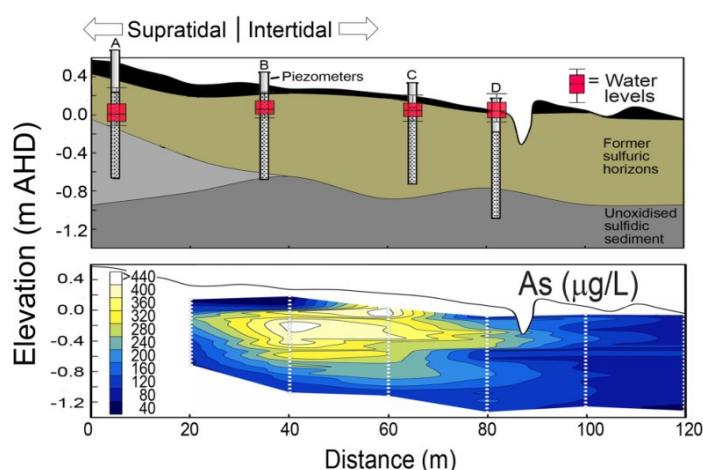 Supratidal | Intertidal
A
B
C
D
Piezometers
= Water
levels
0.4
0.0
-0.4
-0.8
-1.2
Former
sulfuric
horizons
Unoxidised
sulfidic
sediment
Elevation (m AHD)
0.4
0.0
-0.4
-0.8
-1.2
440
400
360
320
280
240
200
160
120
80
40
As (µg/L)
0 20 40 60 80 100 120
Distance (m)